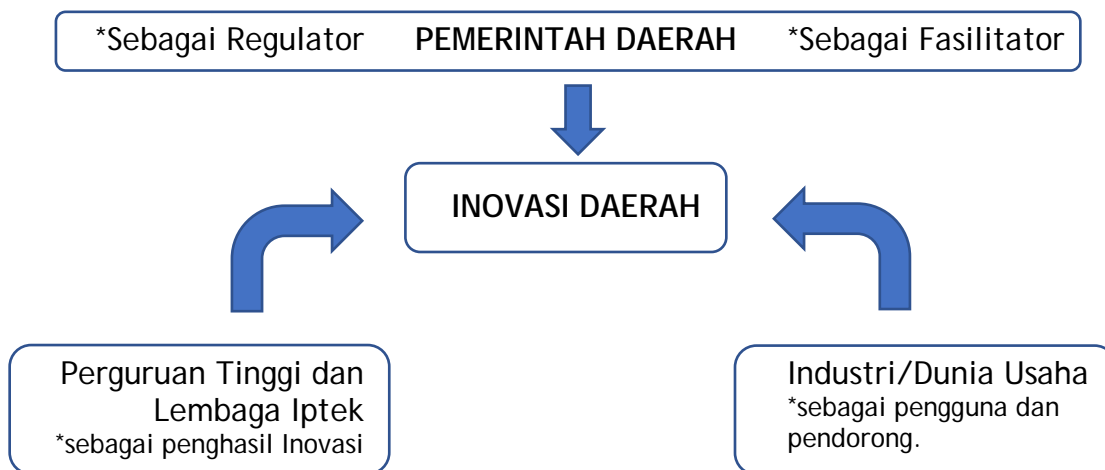 *Sebagai Regulator PEMERINTAH DAERAH *Sebagai Fasilitator
INOVASI DAERAH
Perguruan Tinggi dan
Lembaga Iptek
*sebagai penghasil Inovasi
Industri/Dunia Usaha
*sebagai pengguna dan
pendorong.